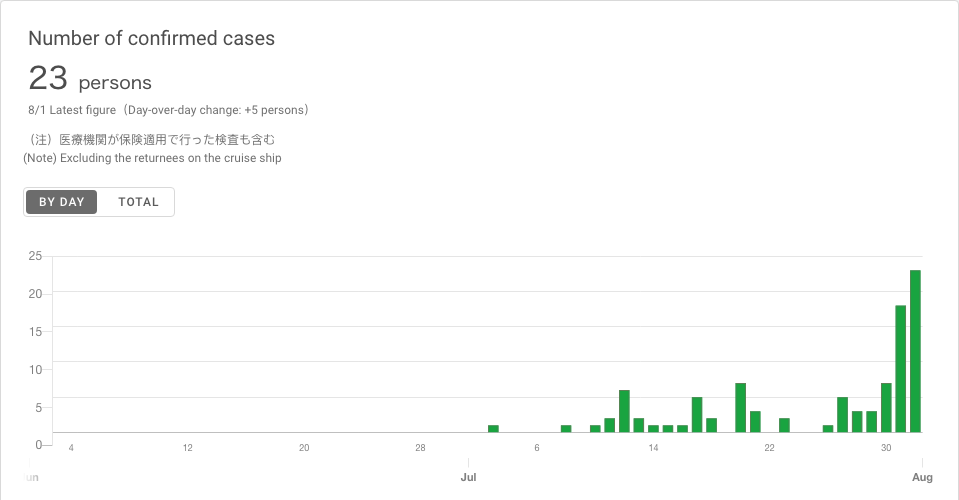 Number of confirmed cases
23 persons
8/1 Latest figure（Day-over-day change: +5 persons）
（注）医療機関が保険適用で行った検査も含む
(Note) Excluding the returnees on the cruise ship
BY DAY TOTAL
25
20
15
10
5
0
4 12 20 28 6 14 22 30
un Jul Aug